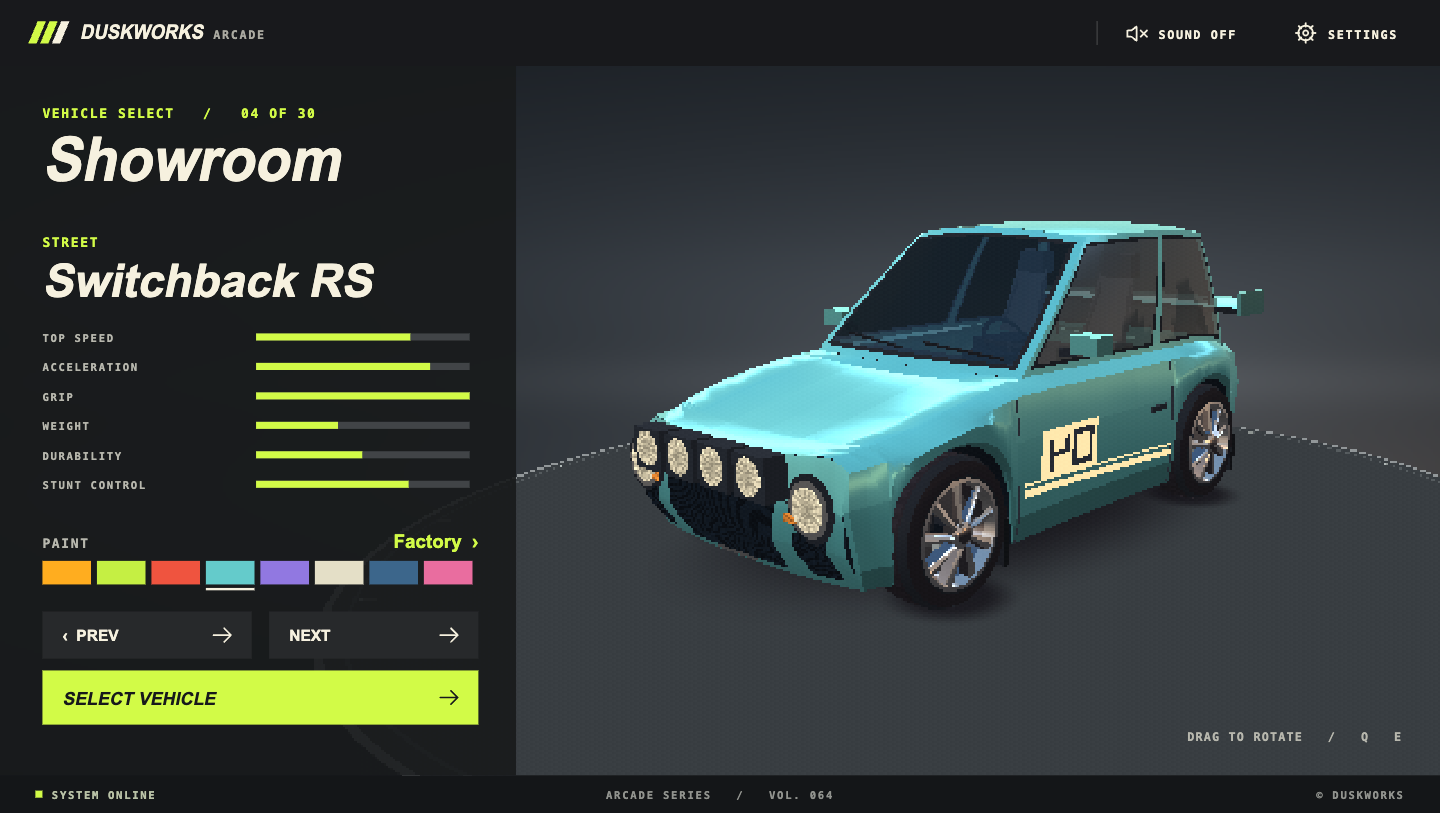 DUSKWORKS ARCADE
SOUND OFF
SETTINGS
VEHICLE SELECT / 04 OF 30
Showroom
STREET
Switchback RS
TOP SPEED
ACCELERATION
GRIP
WEIGHT
DURABILITY
STUNT CONTROL
PAINT
Factory ›
‹ PREV →
NEXT →
SELECT VEHICLE →
DRAG TO ROTATE / Q E
SYSTEM ONLINE
ARCADE SERIES / VOL. 064
© DUSKWORKS